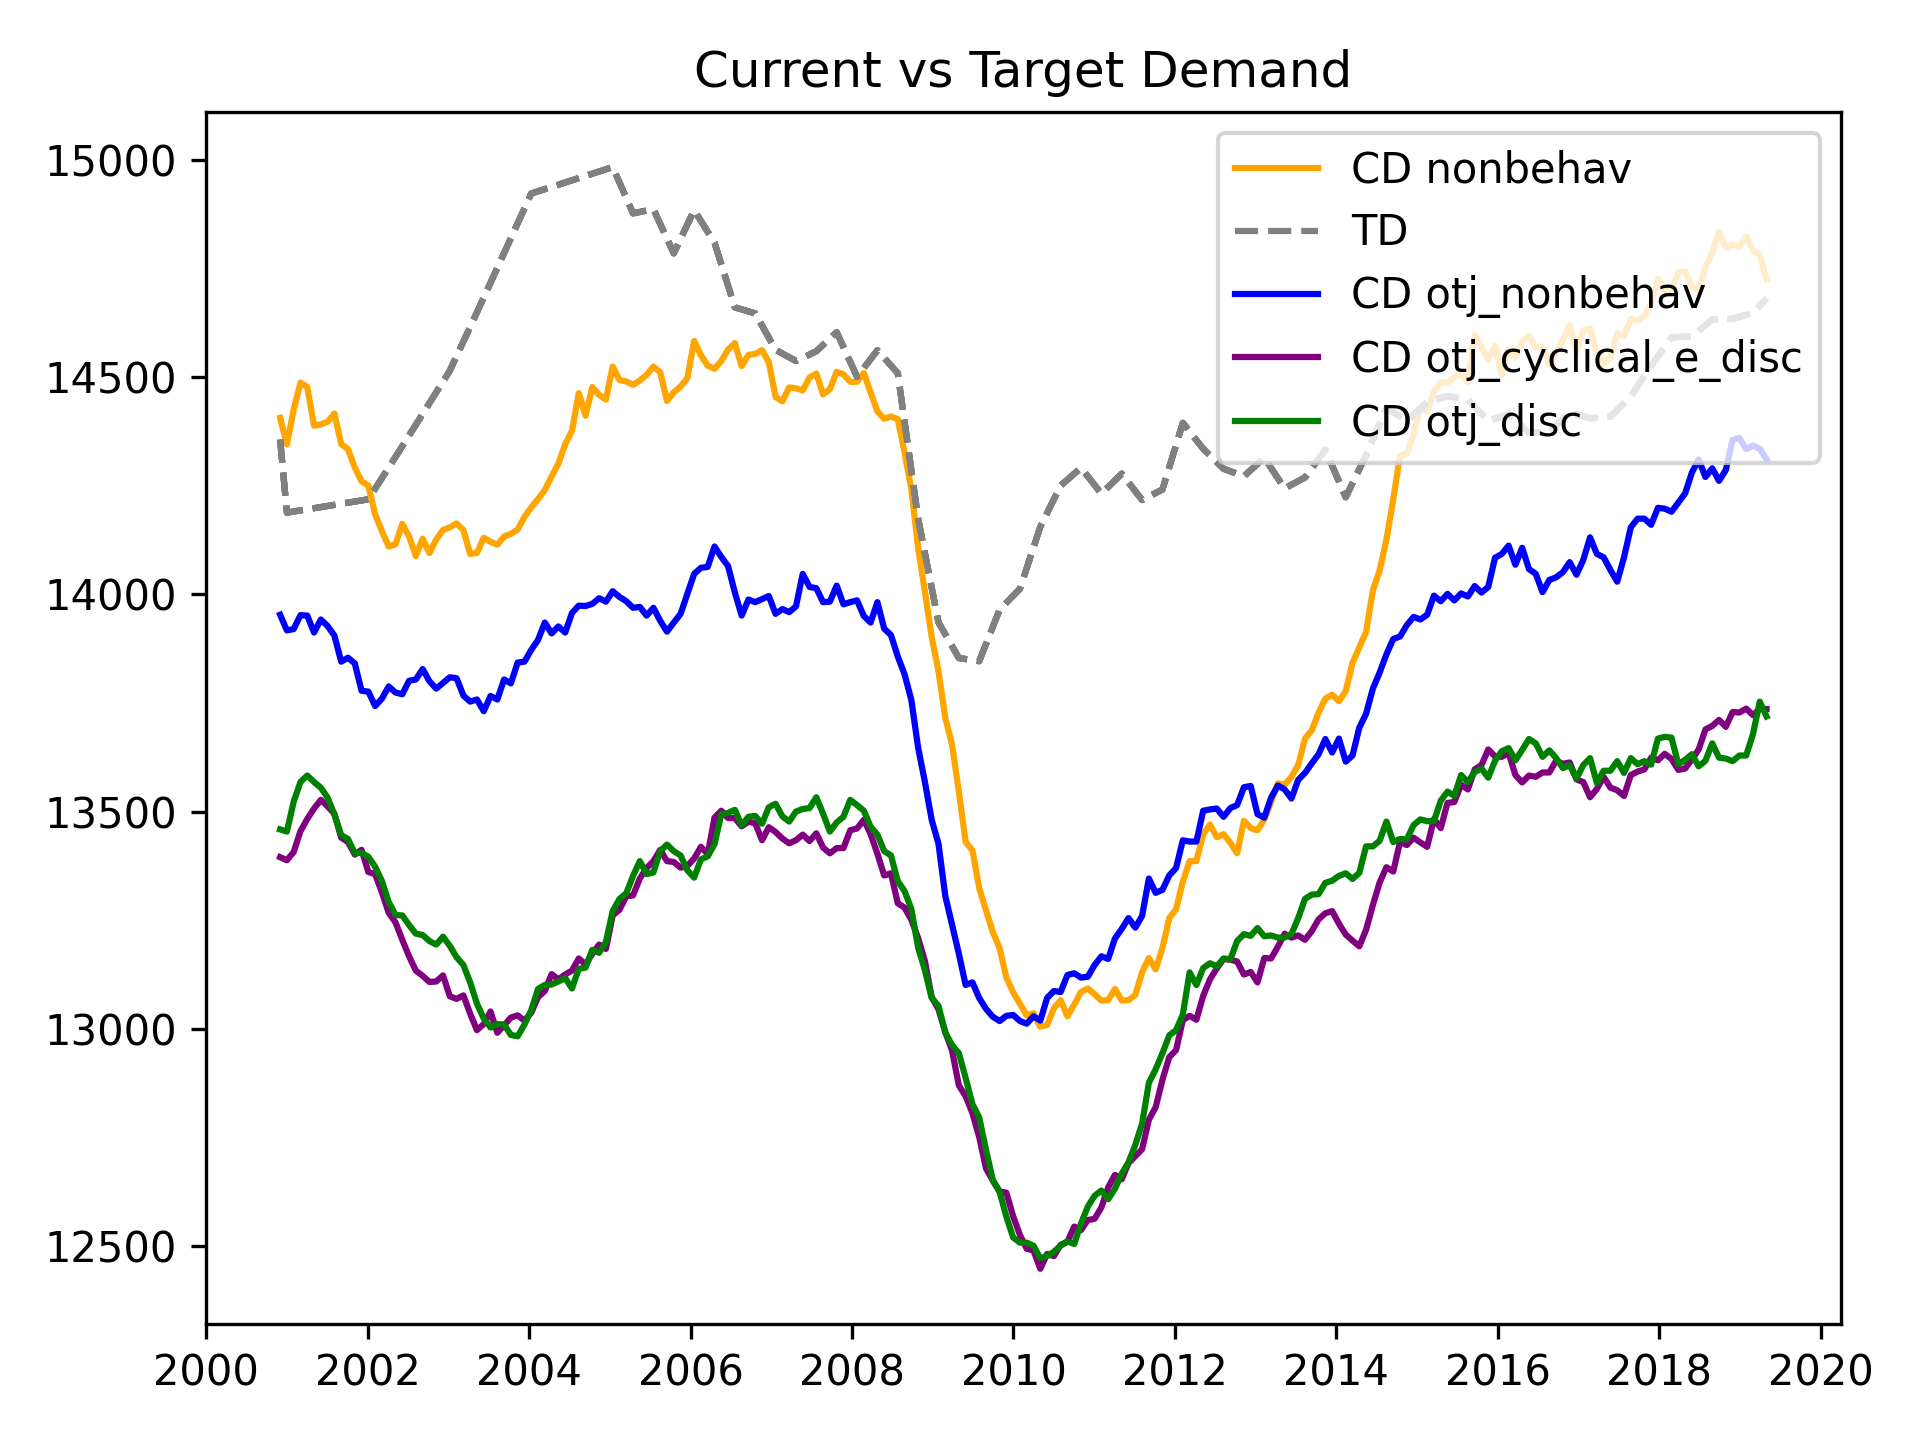 Current vs Target Demand
15000
14500
14000
13500
13000
12500
CD nonbehav
TD
CD otj_nonbehav
CD otj_cyclical_e_disc
CD otj_disc
2000 2002 2004 2006 2008 2010 2012 2014 2016 2018 2020